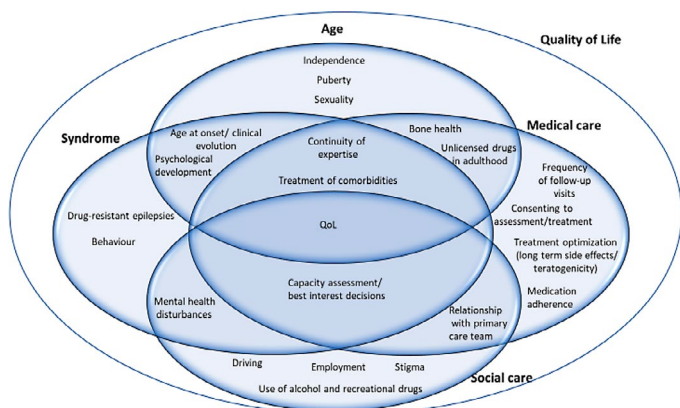 Age
Quality of Life
Independence
Puberty
Sexuality
Syndrome
Medical care
Age at onset/ clinical
evolution
Psychological
development
Continuity of
expertise
Treatment of comorbidities
Bone health
Unlicensed drugs
in adulthood
Frequency
of follow-up
visits
Consenting to
assessment/treatment
Treatment optimization
(long term side effects/
teratogenicity)
Medication
adherence
Drug-resistant epilepsies
Behaviour
QoL
Capacity assessment/
best interest decisions
Mental health
disturbances
Relationship
with primary
care team
Driving
Employment
Stigma
Use of alcohol and recreational drugs
Social care